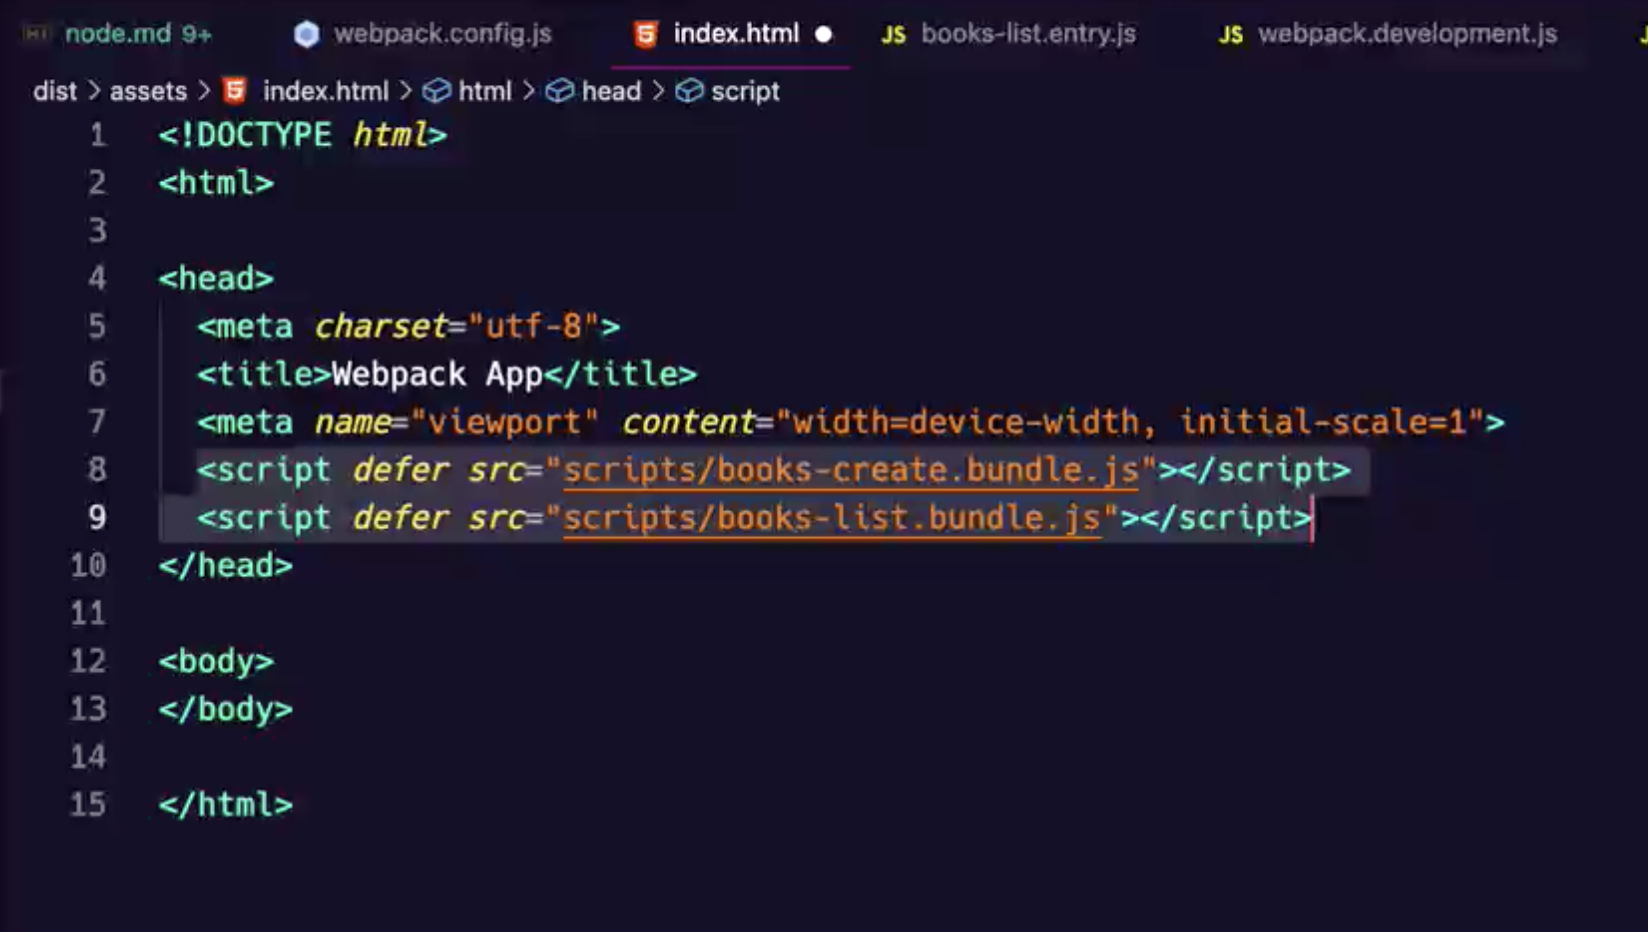 node.md 9+ webpack.config.js index.html books-list.entry.js webpack.development.js
dist > assets > index.html > html > head > script
1 <!DOCTYPE html>
2 <html>
3
4 <head>
5 <meta charset="utf-8">
6 <title>Webpack App</title>
7 <meta name="viewport" content="width=device-width, initial-scale=1">
8 <script defer src="scripts/books-create.bundle.js"></script>
9 <script defer src="scripts/books-list.bundle.js"></script>
10 </head>
11
12 <body>
13 </body>
14
15 </html>